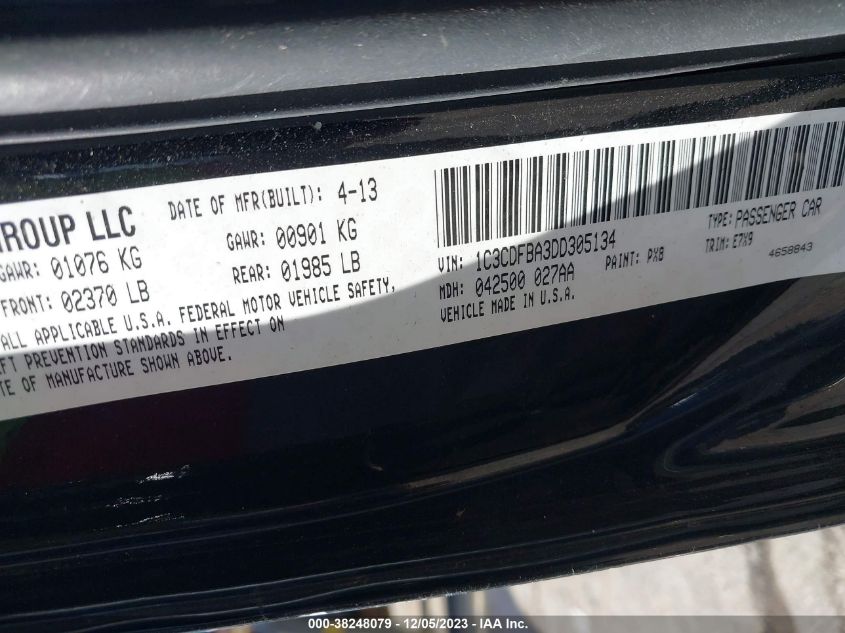 GROUP LLC
DATE OF MFR(BUILT): 4-13
GAWR: 01076 KG
GAWR: 00901 KG
FRONT: 02370 LB
REAR: 01985 LB
ALL APPLICABLE U.S.A. FEDERAL MOTOR VEHICLE SAFETY,
EFT PREVENTION STANDARDS IN EFFECT ON
TE OF MANUFACTURE SHOWN ABOVE.
VIN: 1C3CDFBA3DD305134
TYPE: PASSENGER CAR
MDH: 042500 027AA
PAINT: PX8
TRIM: E7X9
VEHICLE MADE IN U.S.A.
4658843
000-38248079 - 12/05/2023 - IAA Inc.